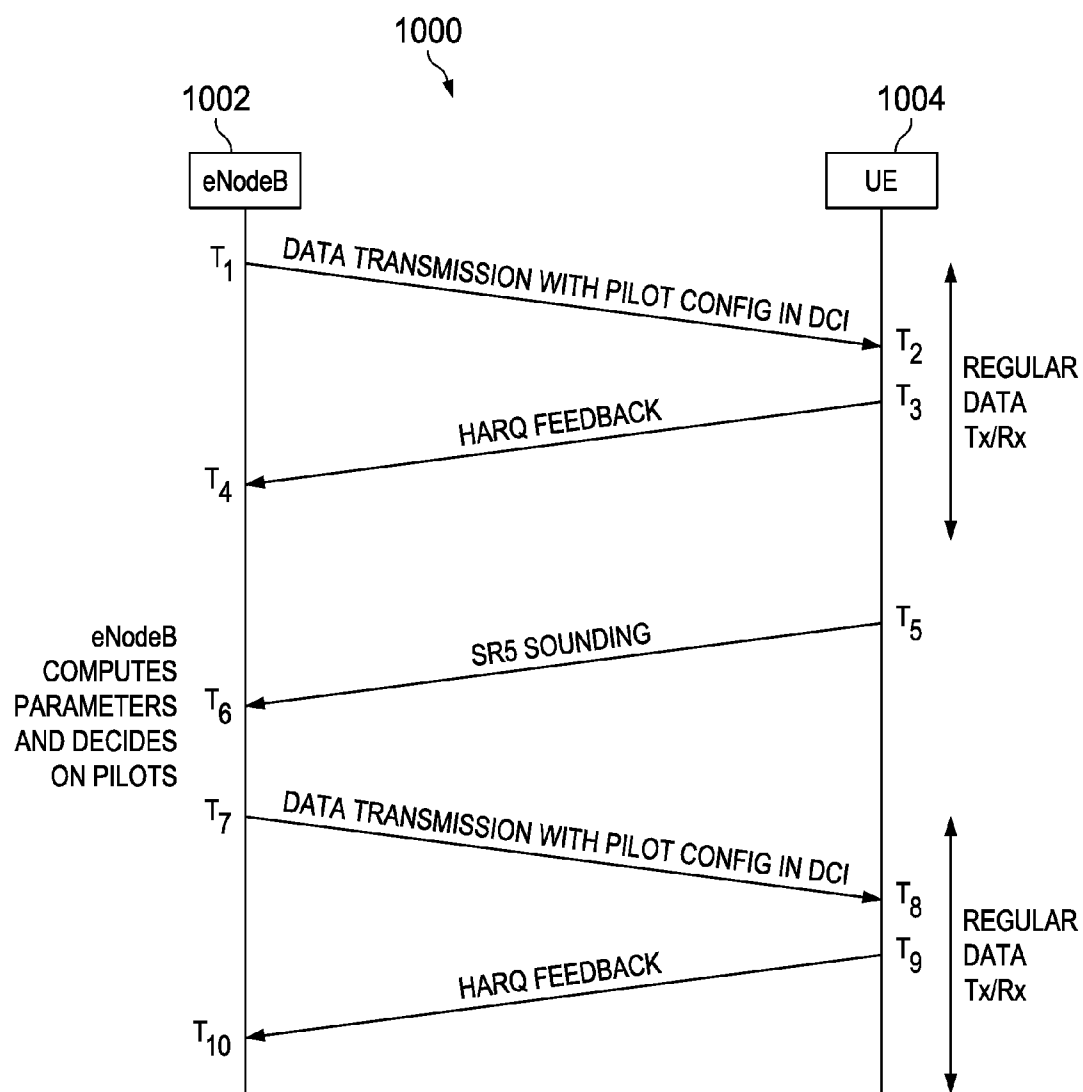 1000
1002
1004
eNodeB
UE
T1
DATA TRANSMISSION WITH PILOT CONFIG IN DCI
T2
REGULAR
DATA
Tx/Rx
T3
HARQ FEEDBACK
T4
T5
SR5 SOUNDING
T6
eNodeB
COMPUTES
PARAMETERS
AND DECIDES
ON PILOTS
T7
DATA TRANSMISSION WITH PILOT CONFIG IN DCI
T8
REGULAR
DATA
Tx/Rx
T9
HARQ FEEDBACK
T10